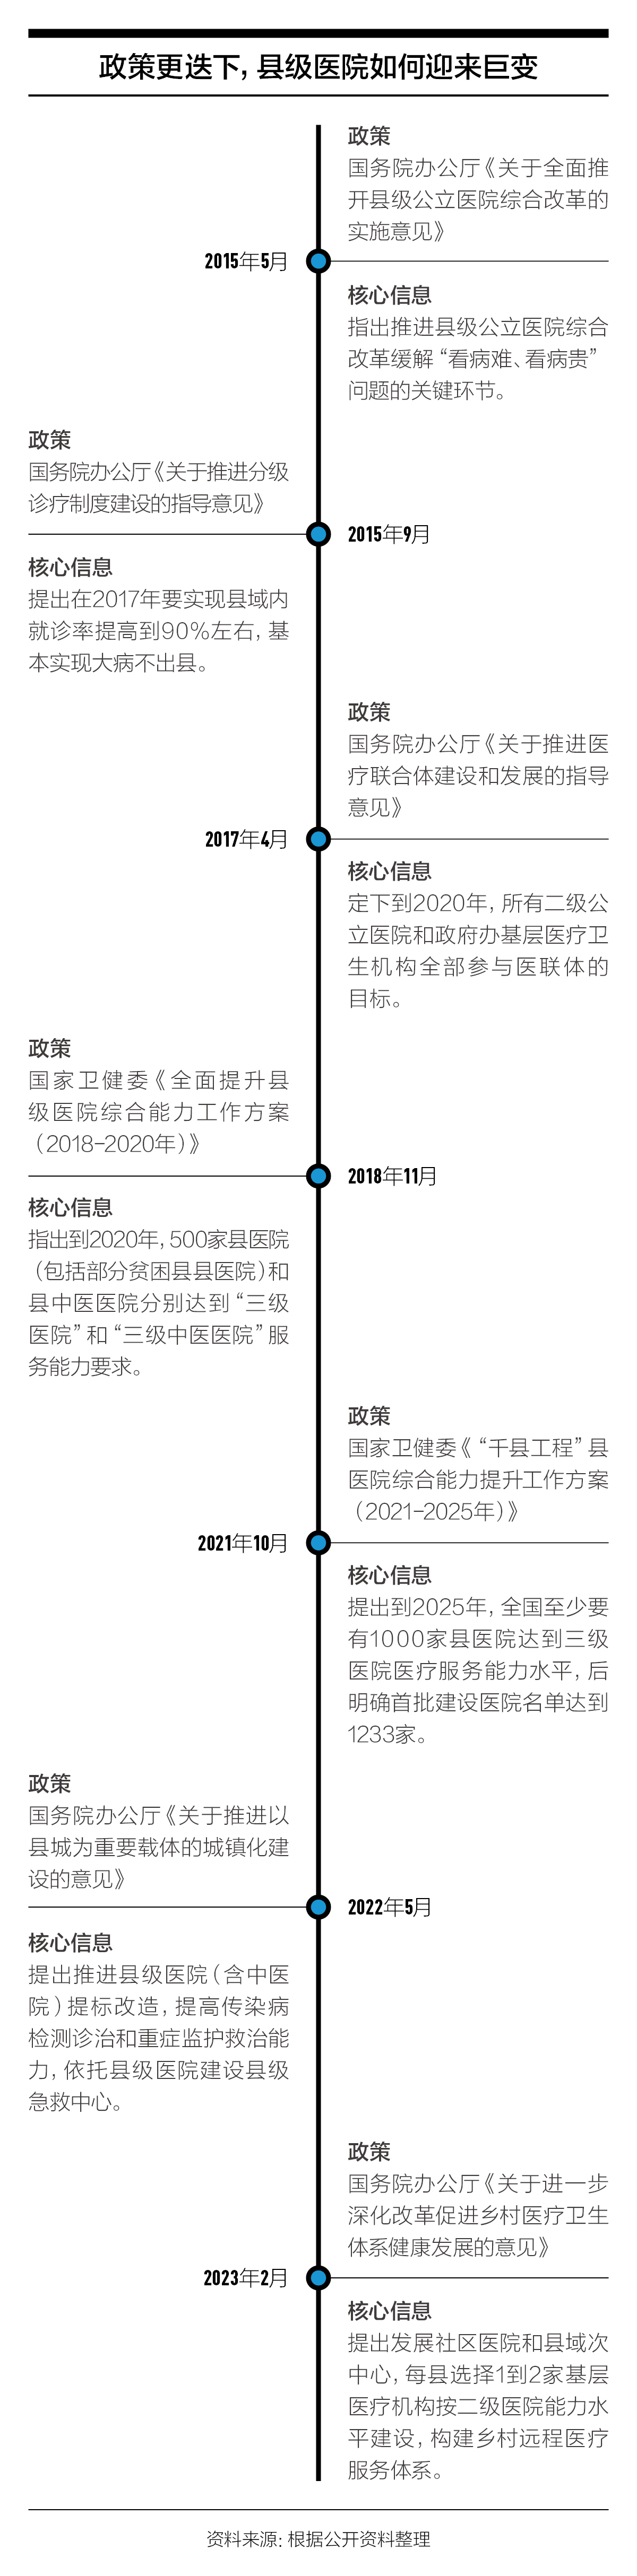 政策更迭下,县级医院如何迎来巨变
政策
国务院办公厅《关于全面推
开县级公立医院综合改革的
实施意见》
2015年5月
核心信息
指出推进县级公立医院综合
改革缓解“看病难、看病贵”
问题的关键环节。
政策
国务院办公厅《关于推进分级
诊疗制度建设的指导意见》
2015年9月
核心信息
提出在2017年要实现县域内
就诊率提高到90%左右,基
本实现大病不出县。
政策
国务院办公厅《关于推进医
疗联合体建设和发展的指导
意见》
2017年4月
核心信息
定下到2020年,所有二级公
立医院和政府办基层医疗卫
生机构全部参与医联体的
目标。
政策
国家卫健委《全面提升县
级医院综合能力工作方案
(2018-2020年)》
2018年11月
核心信息
指出到2020年,500家县医院
(包括部分贫困县县医院)和
县中医医院分别达到“三级
医院”和“三级中医医院”服
务能力要求。
政策
国家卫健委《“千县工程”县
医院综合能力提升工作方案
(2021-2025年)》
2021年10月
核心信息
提出到2025年,全国至少要
有1000家县医院达到三级
医院医疗服务能力水平,后
明确首批建设医院名单达到
1233家。
政策
国务院办公厅《关于推进以
县城为重要载体的城镇化建
设的意见》
2022年5月
核心信息
提出推进县级医院(含中医
院)提标改造,提高传染病
检测诊治和重症监护救治能
力,依托县级医院建设县级
急救中心。
政策
国务院办公厅《关于进一步
深化改革促进乡村医疗卫生
体系健康发展的意见》
2023年2月
核心信息
提出发展社区医院和县域次
中心,每县选择1到2家基层
医疗机构按二级医院能力水
平建设,构建乡村远程医疗
服务体系。
资料来源:根据公开资料整理